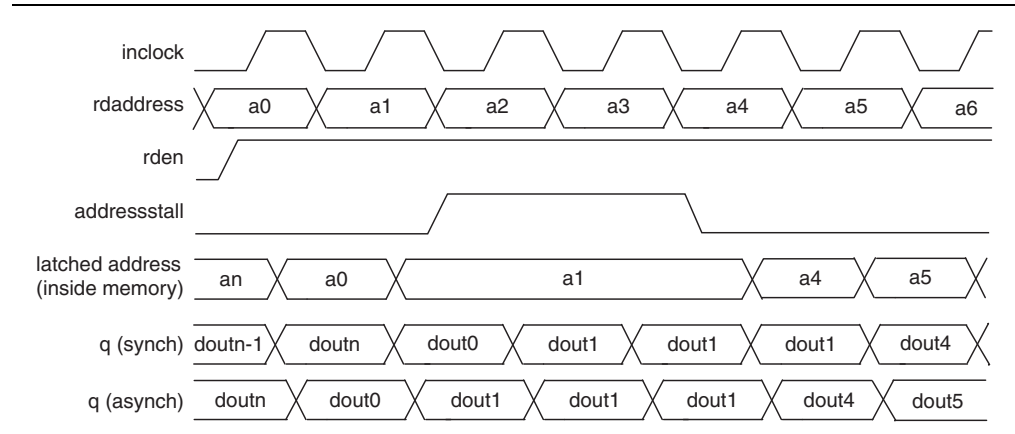 inclock
rdaddress a0 a1 a2 a3 a4 a5 a6
rden
addressstall
latched address
(inside memory) an a0 a1 a4 a5
q (synch) doutn-1 doutn dout0 dout1 dout1 dout1 dout4
q (asynch) doutn dout0 dout1 dout1 dout1 dout4 dout5